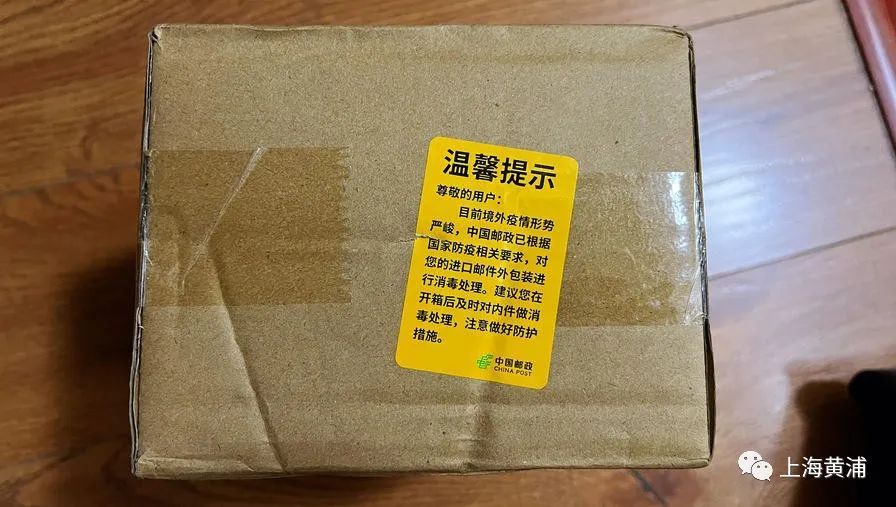 温馨提示
尊敬的用户：
目前境外疫情形势
严峻，中国邮政已根据
国家防疫相关要求，对
您的进口邮件外包装进
行消毒处理。建议您在
开箱后及时对内件做消
毒处理，注意做好防护
措施。
中国邮政
CHINA POST
上海黄浦